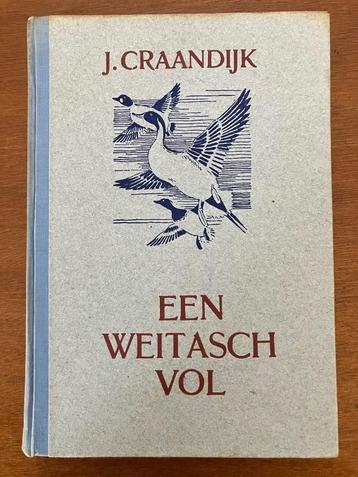 J. CRAANDIJK
EEN
WEITASCH
VOL